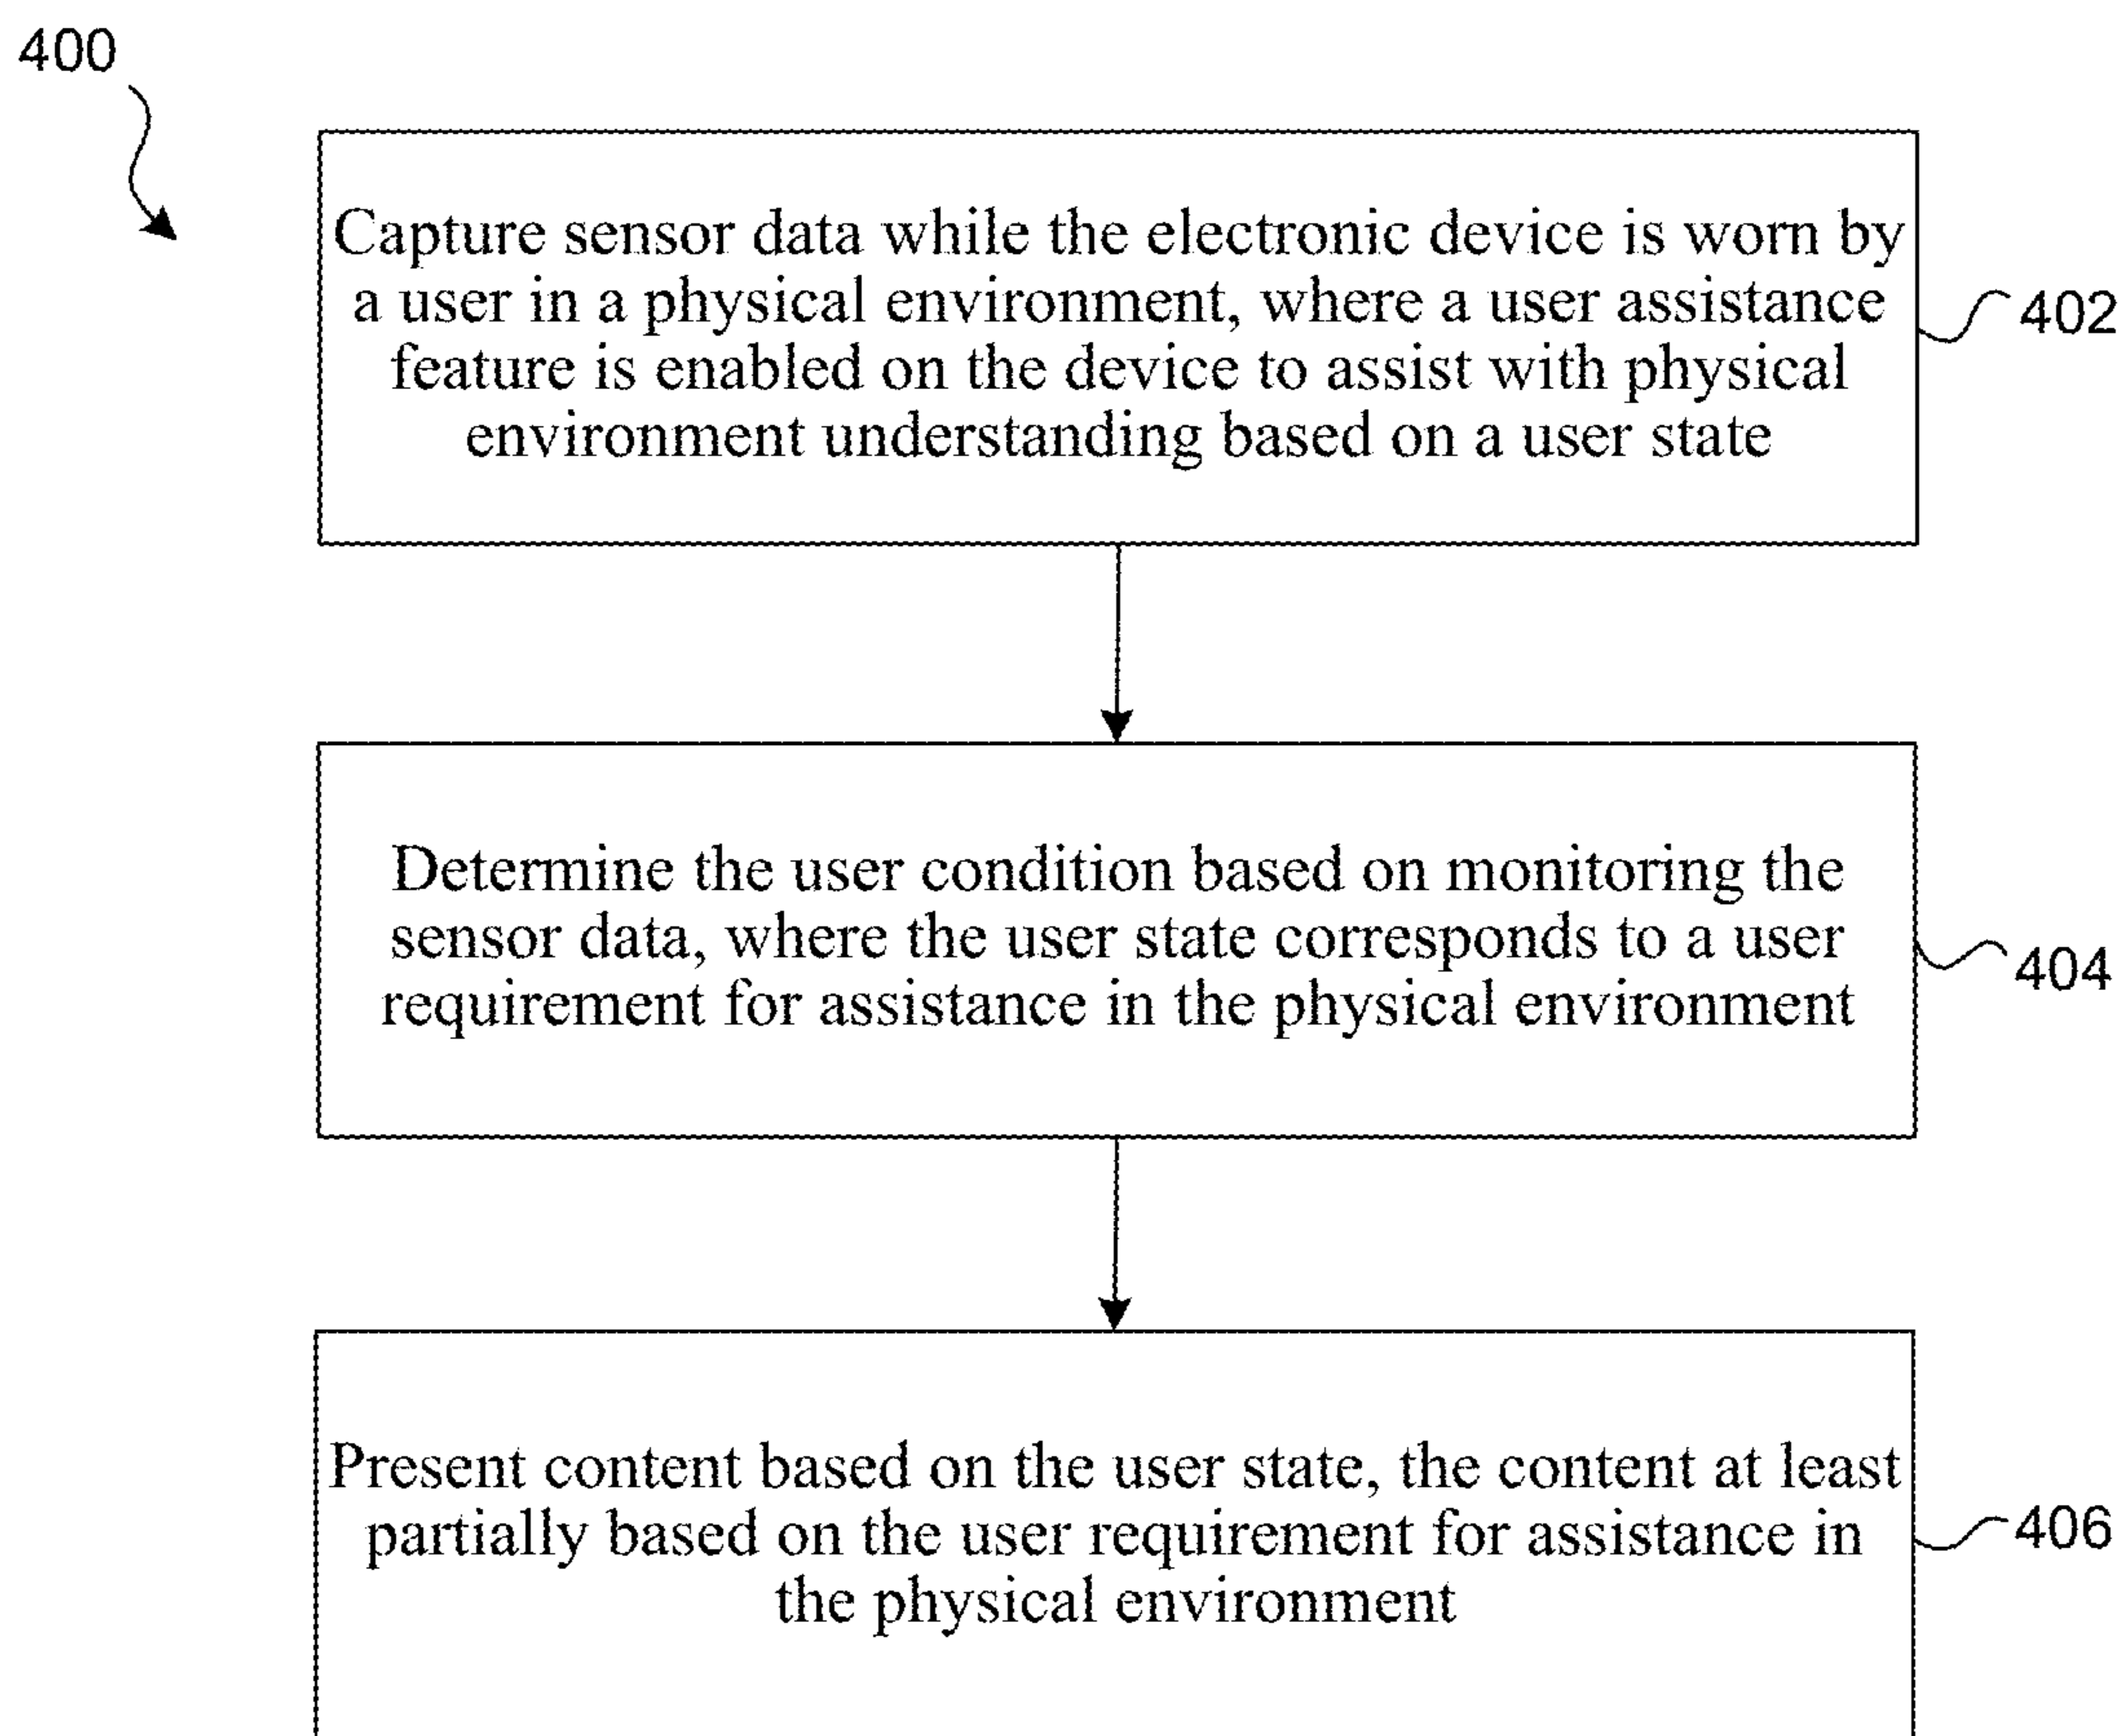 400
Capture sensor data while the electronic device is worn by
a user in a physical environment, where a user assistance
feature is enabled on the device to assist with physical
environment understanding based on a user state
402
Determine the user condition based on monitoring the
sensor data, where the user state corresponds to a user
requirement for assistance in the physical environment
404
Present content based on the user state, the content at least
partially based on the user requirement for assistance in
the physical environment
406